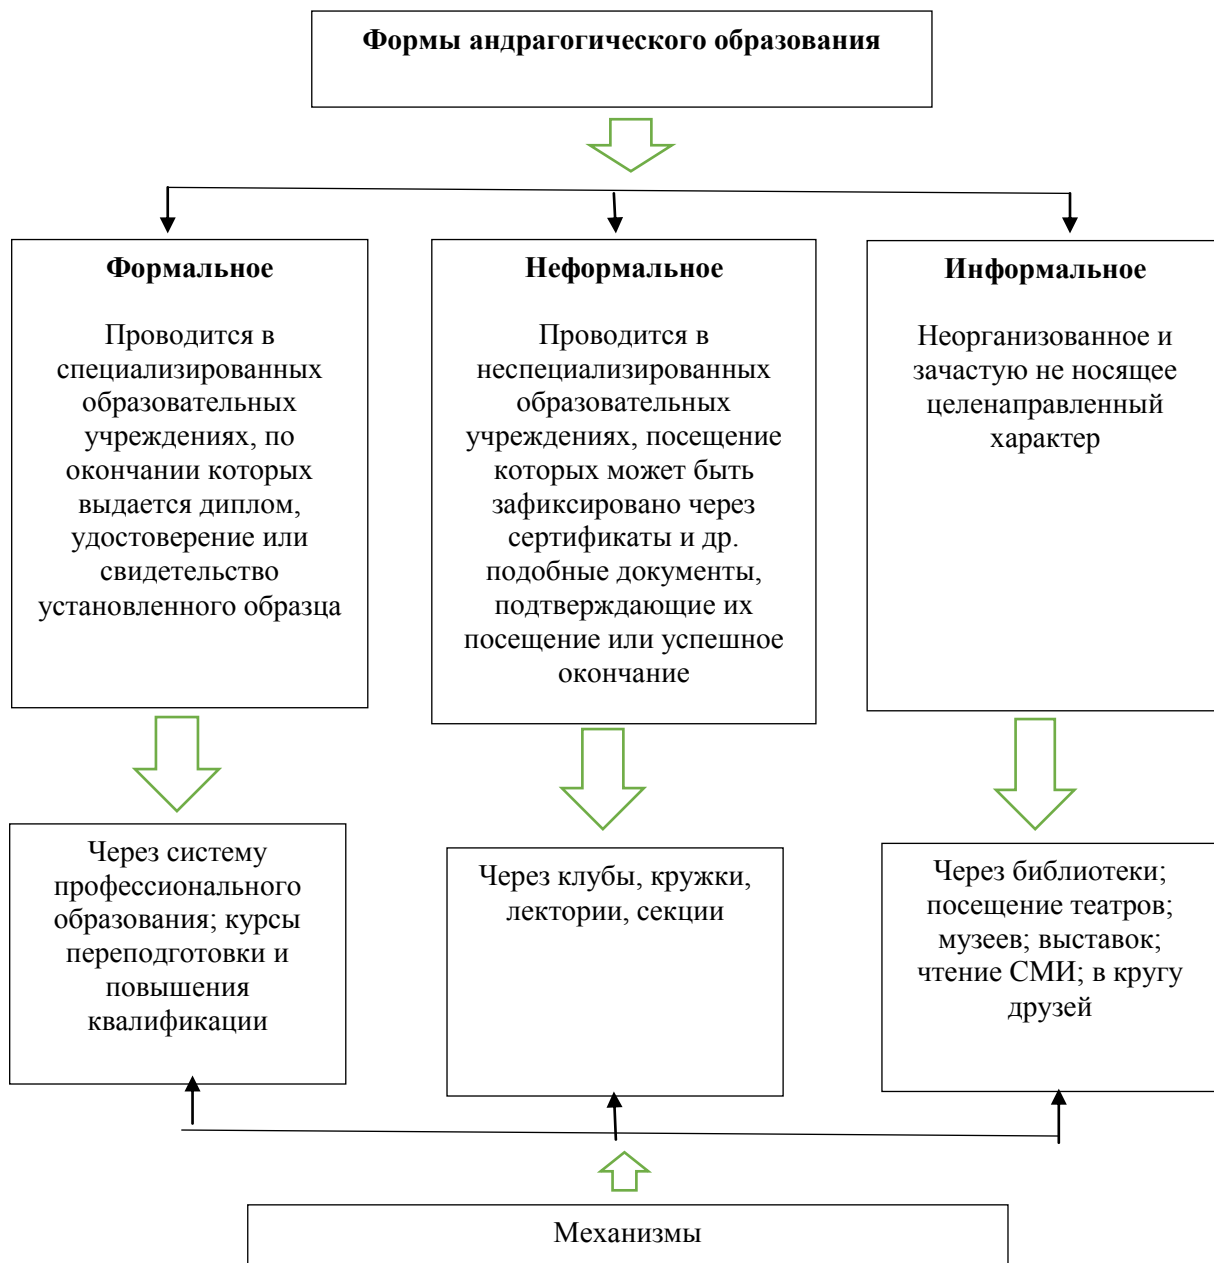 Формы андрагогического образования
Формальное
Проводится в
специализированных
образовательных
учреждениях, по
окончании которых
выдается диплом,
удостоверение или
свидетельство
установленного образца
Неформальное
Проводится в
неспециализированных
образовательных
учреждениях, посещение
которых может быть
зафиксировано через
сертификаты и др.
подобные документы,
подтверждающие их
посещение или успешное
окончание
Информальное
Неорганизованное и
зачастую не носящее
целенаправленный
характер
Через систему
профессионального
образования; курсы
переподготовки и
повышения
квалификации
Через клубы, кружки,
лектории, секции
Через библиотеки;
посещение театров;
музеев; выставок;
чтение СМИ; в кругу
друзей
Механизмы